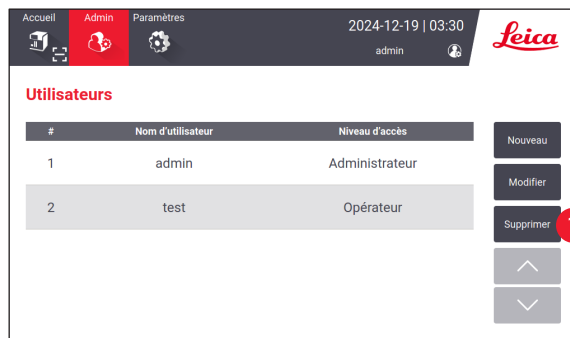 Accueil Admin Paramètres
2024-12-19 | 03:30
admin
Leica
Utilisateurs
# Nom d'utilisateur Niveau d'accès
1 admin Administrateur
2 test Opérateur
Nouveau
Modifier
Supprimer